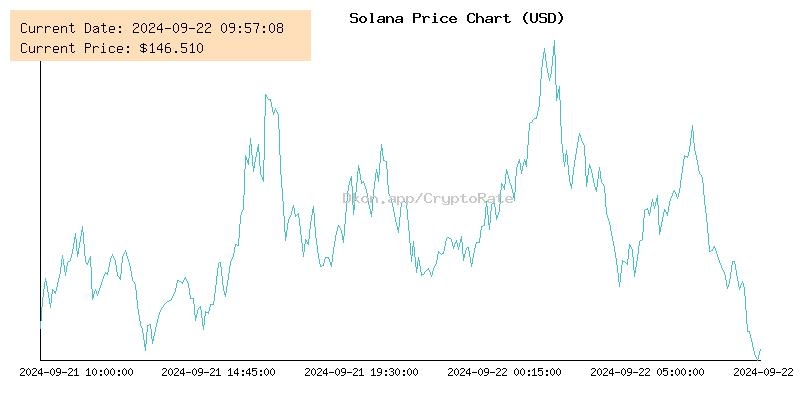 Solana Price Chart (USD)
Current Date: 2024-09-22 09:57:08
Current Price: $146.510
Dkon.app/CryptoRate
2024-09-21 10:00:00 2024-09-21 14:45:00 2024-09-21 19:30:00 2024-09-22 00:15:00 2024-09-22 05:00:00 2024-09-22